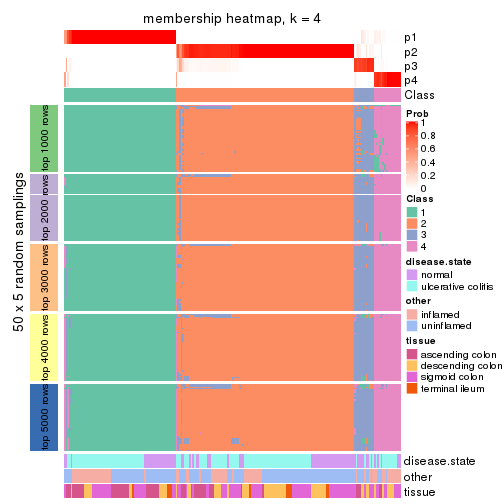 membership heatmap, k = 4
p1
p2
p3
p4
Class
50 x 5 random samplings
top 1000 rows
top 2000 rows
top 3000 rows
top 4000 rows
top 5000 rows
Prob
1
0.8
0.6
0.4
0.2
0
Class
1
2
3
4
disease.state
normal
ulcerative colitis
other
inflamed
uninflamed
tissue
ascending colon
descending colon
sigmoid colon
terminal ileum
disease.state
other
tissue